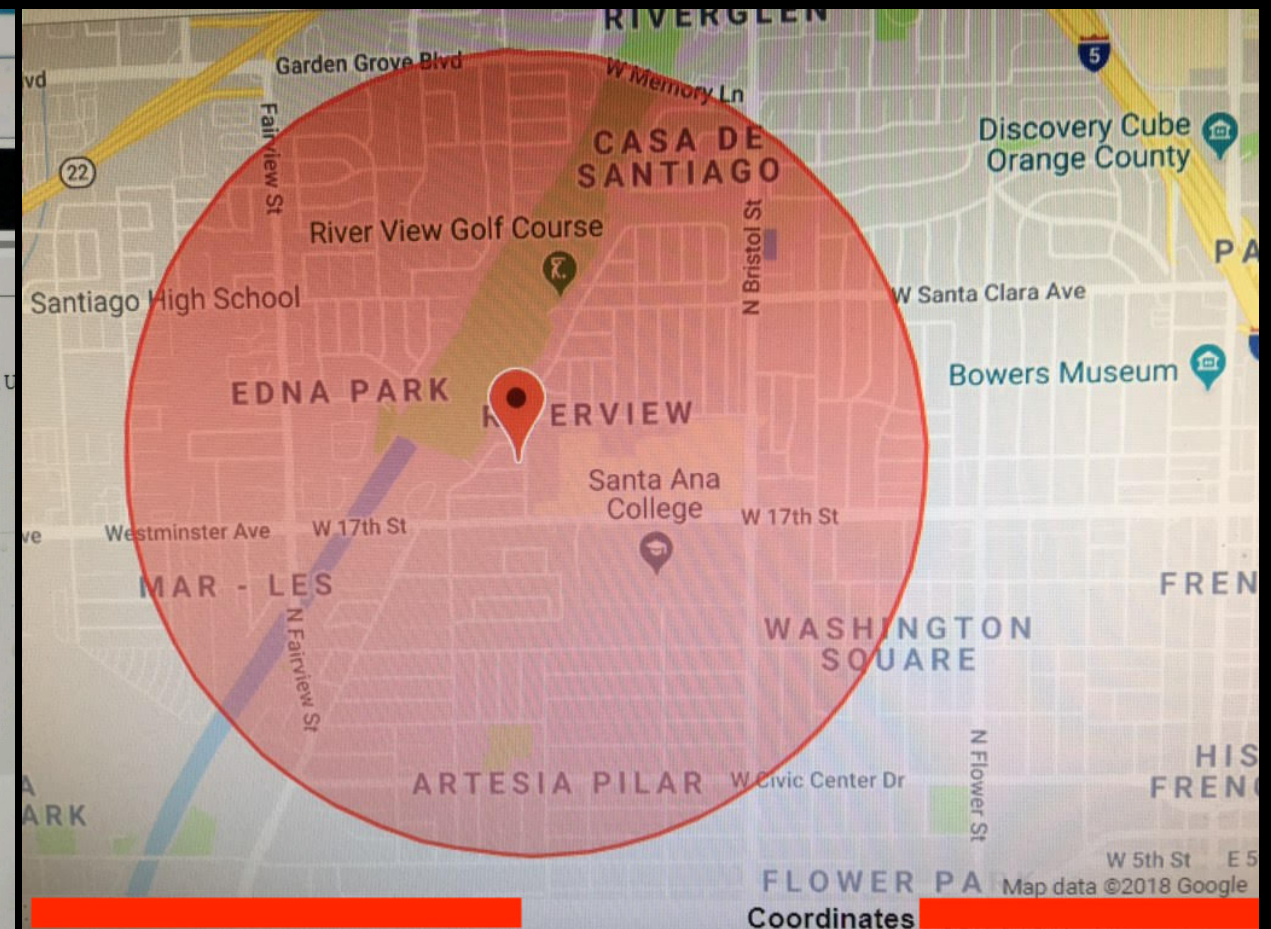 RIVERGLEN
Garden Grove Blvd
W Memory Ln
5
vd
Fairview St
CASA DE
SANTIAGO
Discovery Cube
Orange County
22
River View Golf Course
N Bristol St
PA
Santiago High School
W Santa Clara Ave
u
EDNA PARK
ERVIEW
Bowers Museum
Santa Ana
College
ve
Westminster Ave
W 17th St
W 17th St
MAR - LES
FREN
N Fairview St
WASHINGTON
SQUARE
N Flower St
HIS
FREN
ARTESIA PILAR
W Civic Center Dr
A
ARK
W 5th St
E 5
FLOWER PA
Map data ©2018 Google
Coordinates